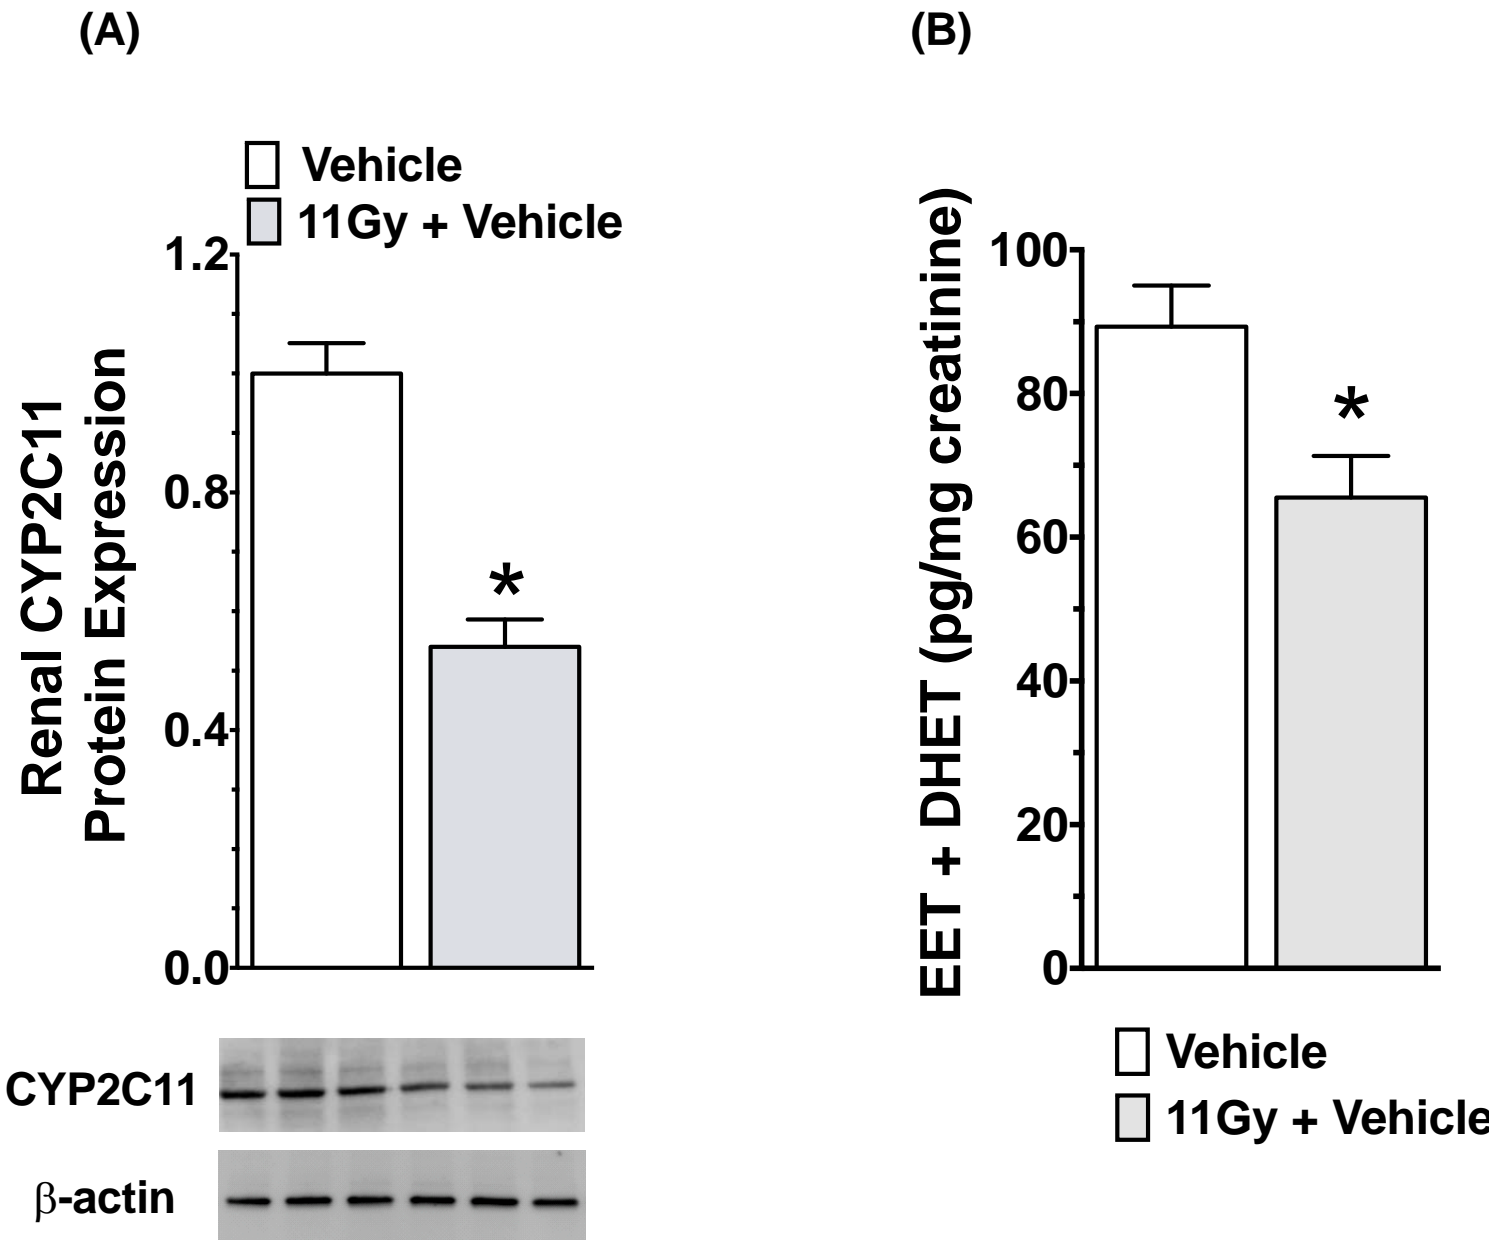 (A)
Vehicle
11Gy + Vehicle
Renal CYP2C11
Protein Expression
1.2
0.8
0.4
0.0
*
CYP2C11
β-actin
(B)
EET + DHET (pg/mg creatinine)
100
80
60
40
20
0
*
Vehicle
11Gy + Vehicle